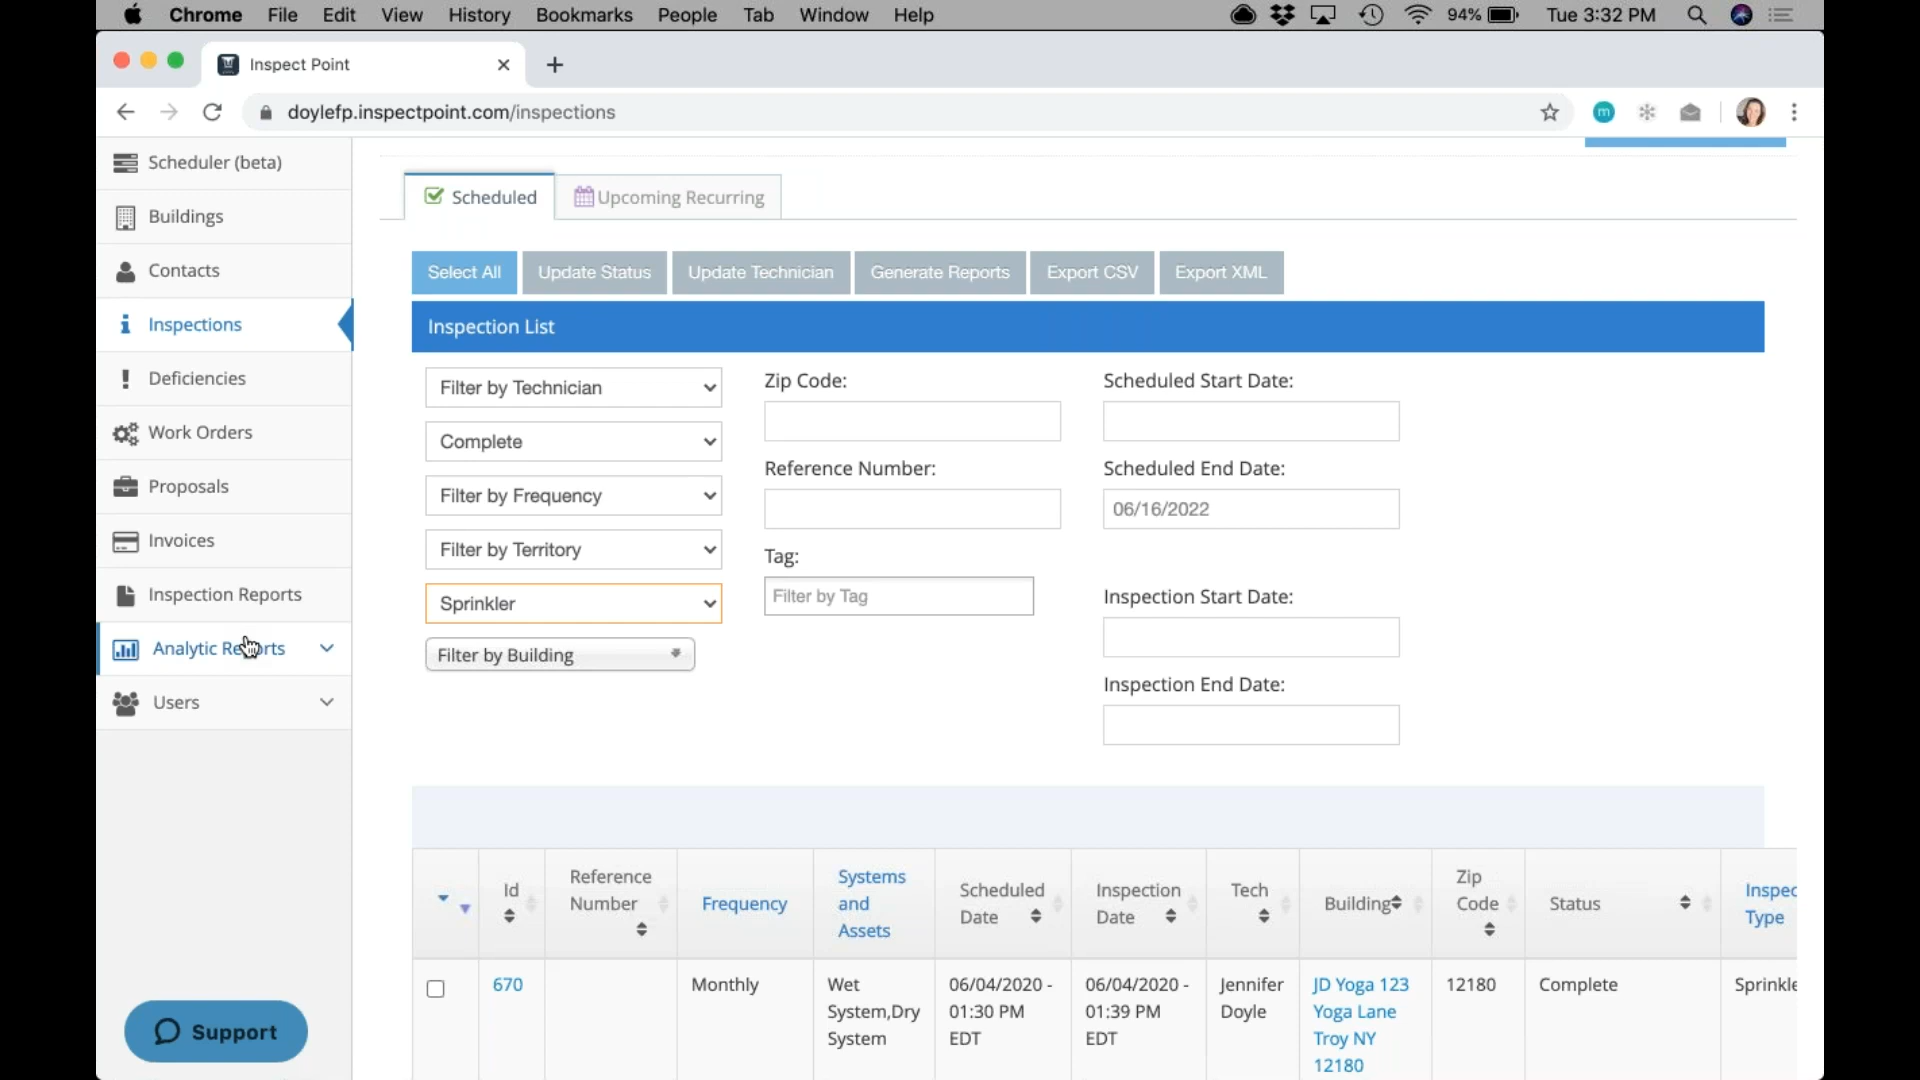 Chrome File Edit View History Bookmarks People Tab Window Help 94% Tue 3:32 PM
Inspect Point
doylefp.inspectpoint.com/inspections
m
Scheduler (beta)
Buildings
Contacts
Inspections
Deficiencies
Work Orders
Proposals
Invoices
Inspection Reports
Analytic Reports
Users
Support
Scheduled Upcoming Recurring
Select All Update Status Update Technician Generate Reports Export CSV Export XML
Inspection List
Filter by Technician
Complete
Filter by Frequency
Filter by Territory
Sprinkler
Filter by Building
Zip Code:
Reference Number:
Tag:
Filter by Tag
Scheduled Start Date:
Scheduled End Date:
06/16/2022
Inspection Start Date:
Inspection End Date:
Id
Reference
Number
Frequency
Systems
and
Assets
Scheduled
Date
Inspection
Date
Tech
Building
Zip
Code
Status
Inspec
Type
670
Monthly
Wet
System,Dry
System
06/04/2020 -
01:30 PM
EDT
06/04/2020 -
01:39 PM
EDT
Jennifer
Doyle
JD Yoga 123
Yoga Lane
Troy NY
12180
12180
Complete
Sprinkle